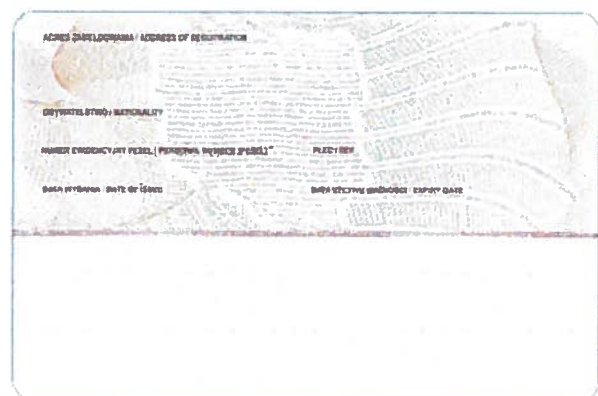 ADRES ZAMELDOWANIA / ADDRESS OF REGISTRATION
OBYWATELSTWO / NATIONALITY
NUMER EWIDENCYJNY PESEL / PERSONAL NUMBER (PESEL) PŁEĆ / SEX
DATA WYDANIA / DATE OF ISSUE DATA UPŁYWU WAŻNOŚCI / EXPIRY DATE